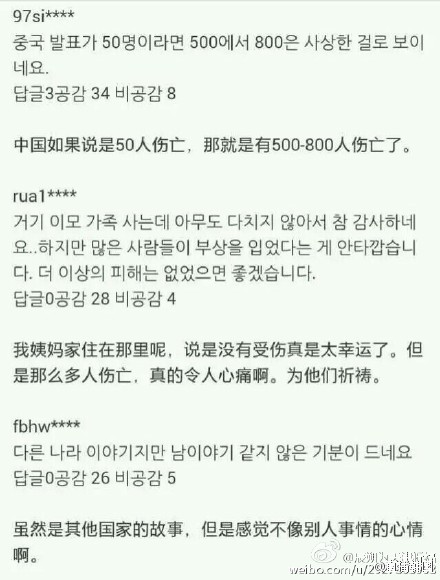 97si****
중국 발표가 50명이라면 500에서 800은 사상한 걸로 보이
네요.
답글3공감 34 비공감 8
中国如果说是50人伤亡，那就是有500-800人伤亡了。
rua1****
거기 이모 가족 사는데 아무도 다치지 않아서 참 감사하네
요..하지만 많은 사람들이 부상을 입었다는 게 안타깝습니
다. 더 이상의 피해는 없었으면 좋겠습니다.
답글0공감 28 비공감 4
我姨妈家住在那里呢，说是没有受伤真是太幸运了。但
是那么多人伤亡，真的令人心痛啊。为他们祈祷。
fbhw****
다른 나라 이야기지만 남이야기 같지 않은 기분이 드네요
답글0공감 26 비공감 5
虽然是其他国家的故事，但是感觉不像别人事情的心情
啊。
weibo.com/u/